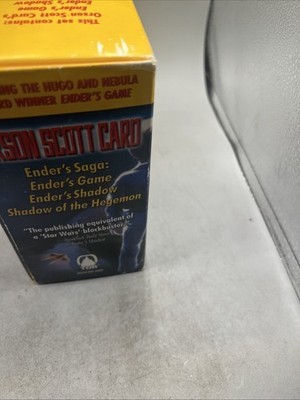 This set contains:
Orson Scott Card's
Ender's Game
Ender's Shadow
NG THE HUGO AND NEBULA
RD WINNER ENDER'S GAME
SON SCOTT CARD
Ender's Saga:
Ender's Game
Ender's Shadow
Shadow of the Hegemon
"The publishing equivalent of
a 'Star Wars' blockbuster."
TOR